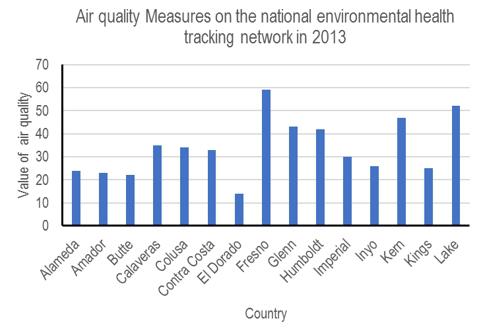 Air quality Measures on the national environmental health
tracking network in 2013
Value of air quality
70
60
50
40
30
20
10
0
Alameda
Amador
Butte
Calaveras
Colusa
Contra Costa
El Dorado
Fresno
Glenn
Humboldt
Imperial
Inyo
Kern
Kings
Lake
Country